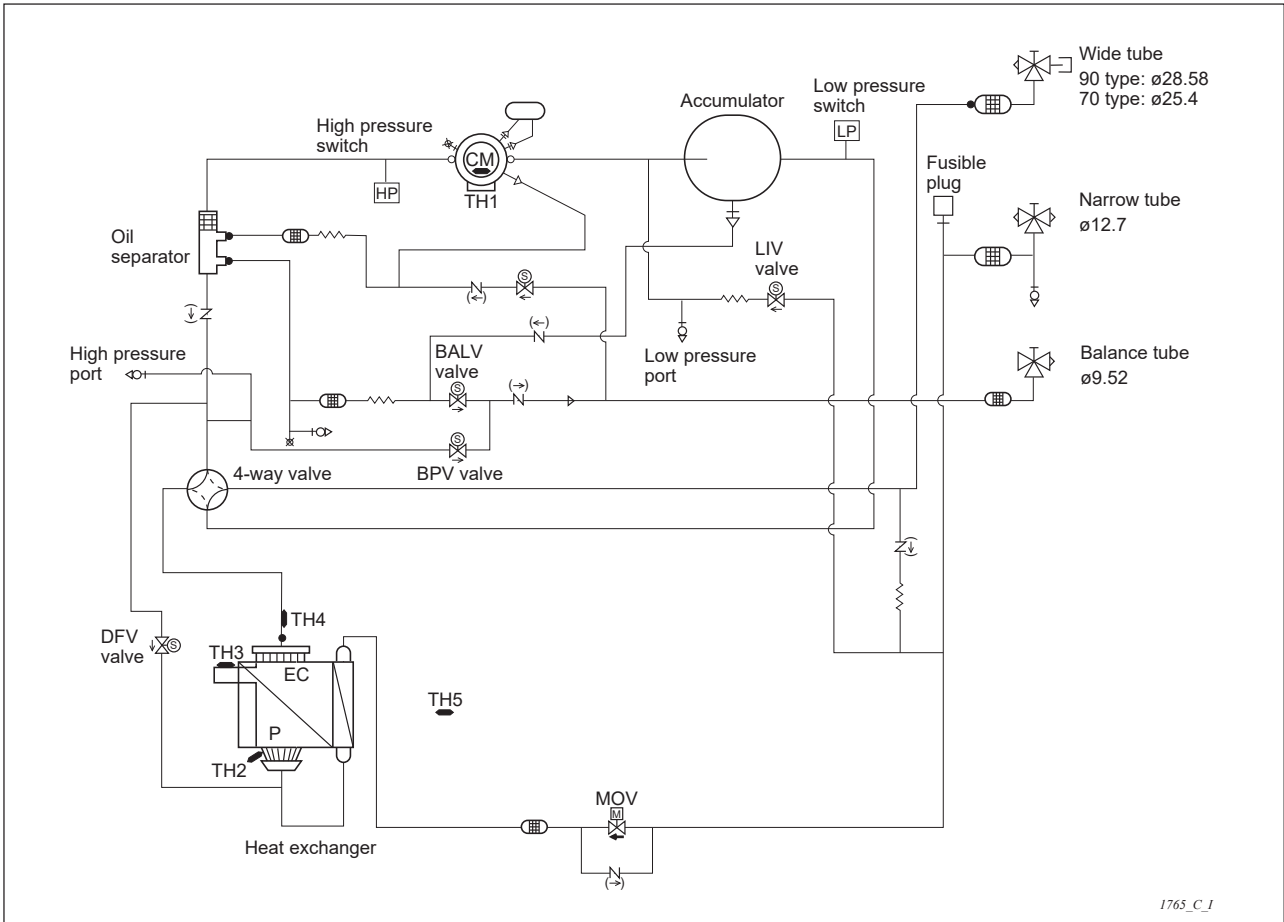 Wide tube
90 type: ø28.58
70 type: ø25.4
Low pressure
switch
Accumulator
LP
High pressure
switch
HP
CM
TH1
Fusible
plug
Narrow tube
ø12.7
Oil
separator
LIV
valve
S
S
High pressure
port
BALV
valve
S
Low pressure
port
Balance tube
ø9.52
S
4-way valve
BPV valve
TH4
DFV
valve
S
TH3
EC
TH5
P
TH2
MOV
M
Heat exchanger
1765_C_I